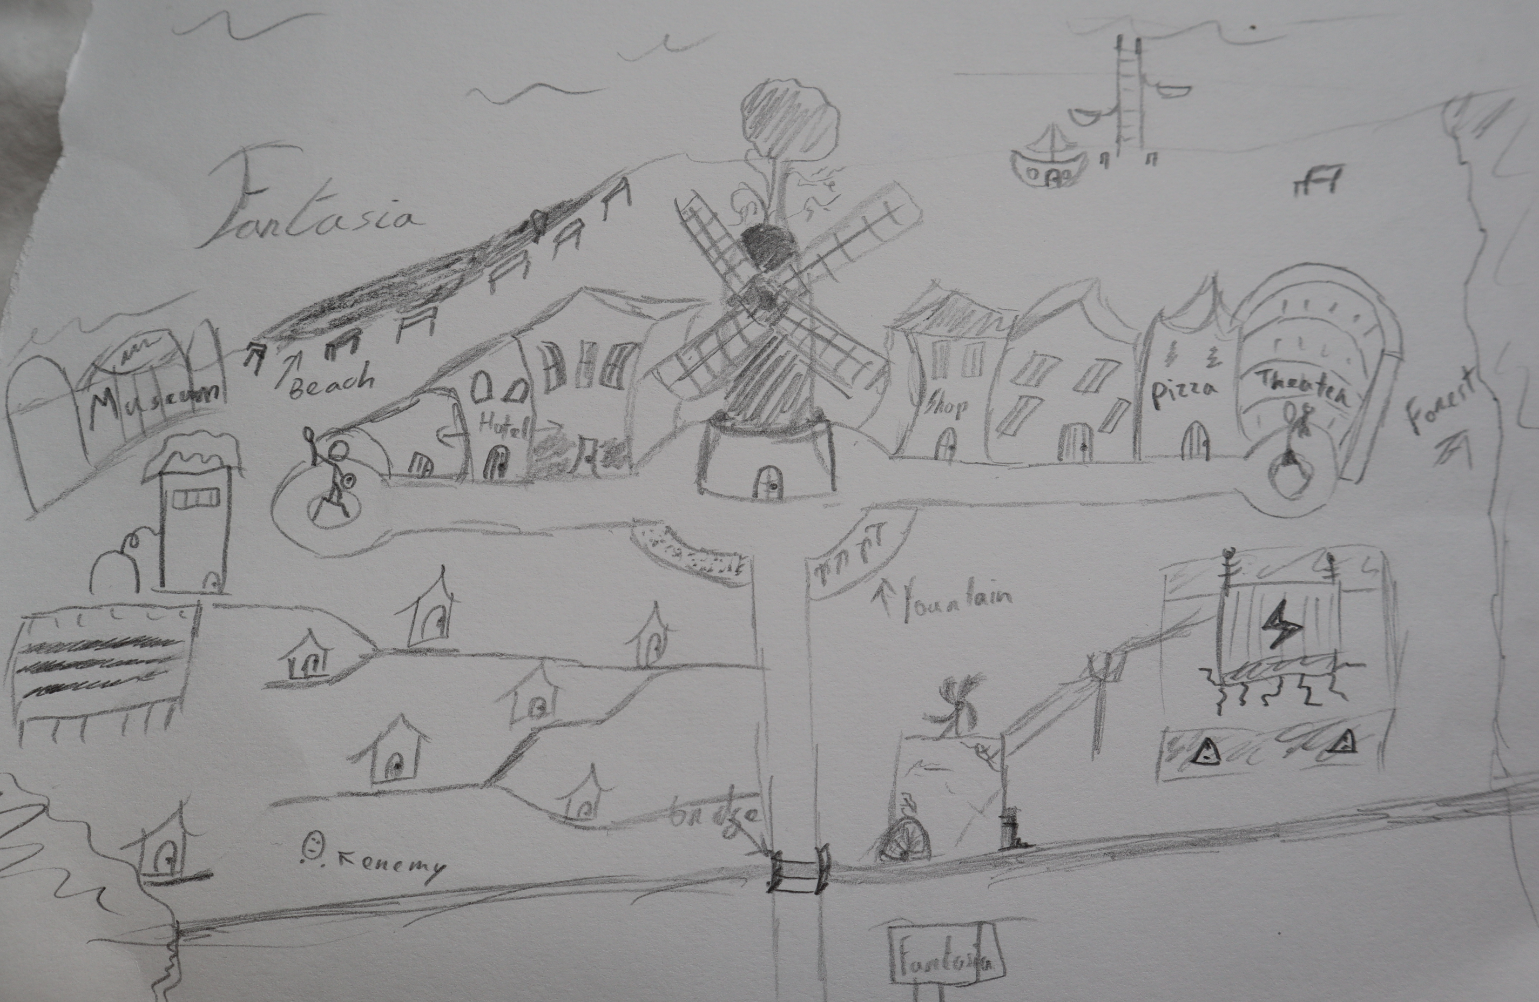 Fantasia
Museum
Beach
Hotel
Shop
Pizza
Theater
Forest
Fountain
bridge
enemy
Fantasia